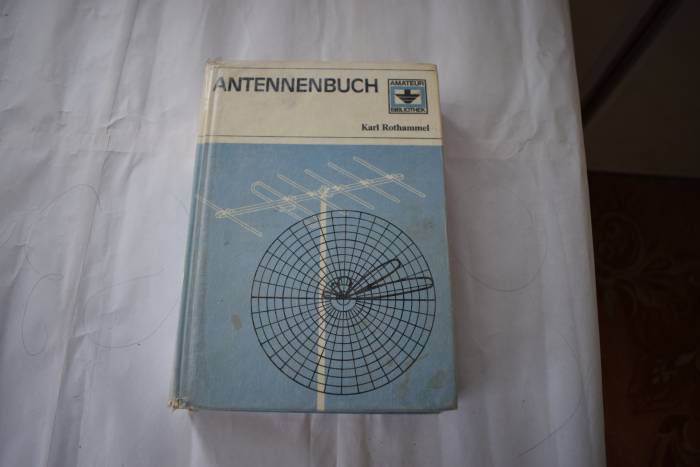 ANTENNENBUCH
AMATEUR
BIBLIOTHEK
Karl Rothammel